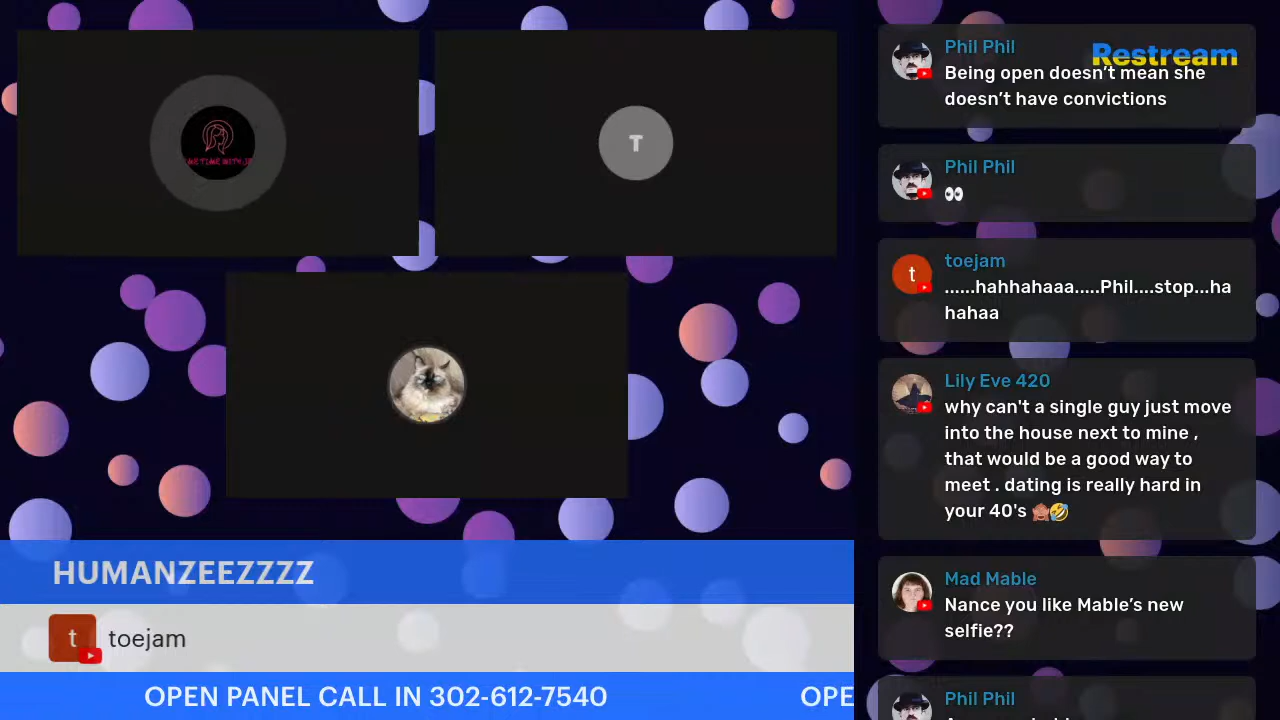 T
HUMANZEEZZZZ
t
toejam
OPEN PANEL CALL IN 302-612-7540
OPE
Restream
Phil Phil
Being open doesn’t mean she
doesn’t have convictions
Phil Phil
👀
t
toejam
......hahhahaaa.....Phil....stop...ha
hahaa
Lily Eve 420
why can't a single guy just move
into the house next to mine ,
that would be a good way to
meet . dating is really hard in
your 40's 🙈🤣
Mad Mable
Nance you like Mable’s new
selfie??
Phil Phil